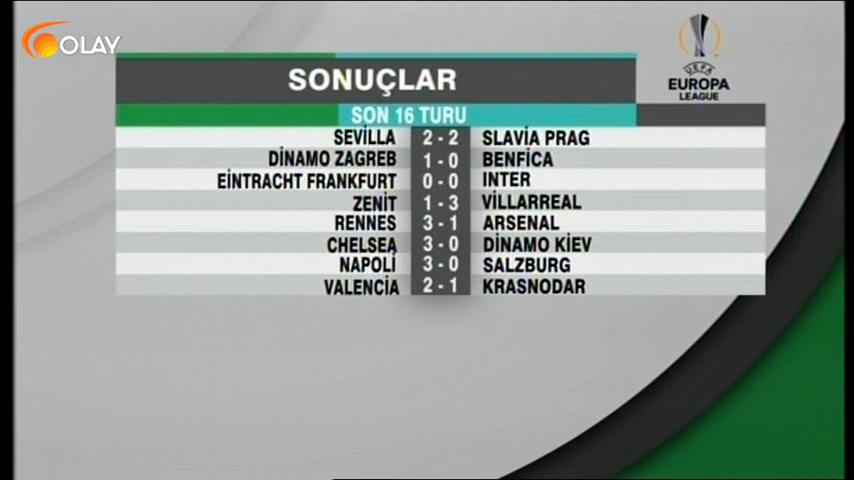 OLAY
SONUÇLAR
UEFA
EUROPA
LEAGUE
SON 16 TURU
SEVİLLA 2 - 2 SLAVİA PRAG
DİNAMO ZAGREB 1 - 0 BENFİCA
EİNTRACHT FRANKFURT 0 - 0 INTER
ZENİT 1 - 3 VİLLARREAL
RENNES 3 - 1 ARSENAL
CHELSEA 3 - 0 DİNAMO KİEV
NAPOLİ 3 - 0 SALZBURG
VALENCİA 2 - 1 KRASNODAR